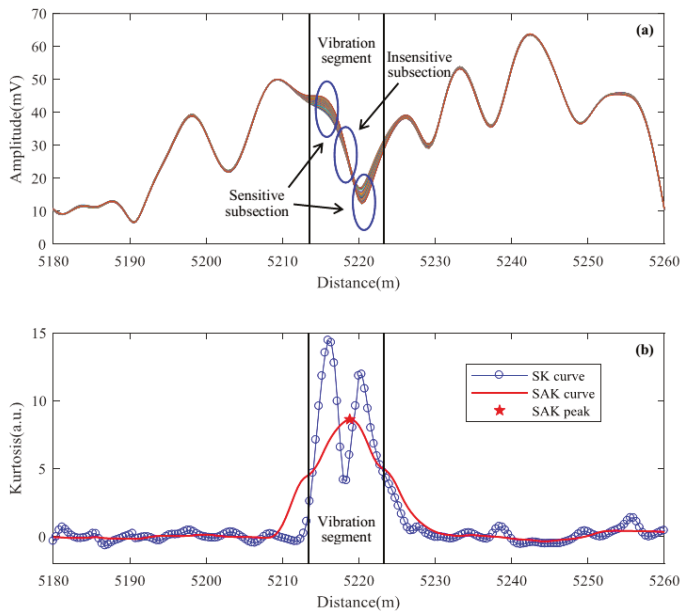 (a)
70
60
50
40
30
20
10
0
Amplitude(mV)
Vibration
segment
Insensitive
subsection
Sensitive
subsection
5180
5190
5200
5210
5220
5230
5240
5250
5260
Distance(m)
(b)
15
10
5
0
Kurtosis(a.u.)
SK curve
SAK curve
SAK peak
Vibration
segment
5180
5190
5200
5210
5220
5230
5240
5250
5260
Distance(m)